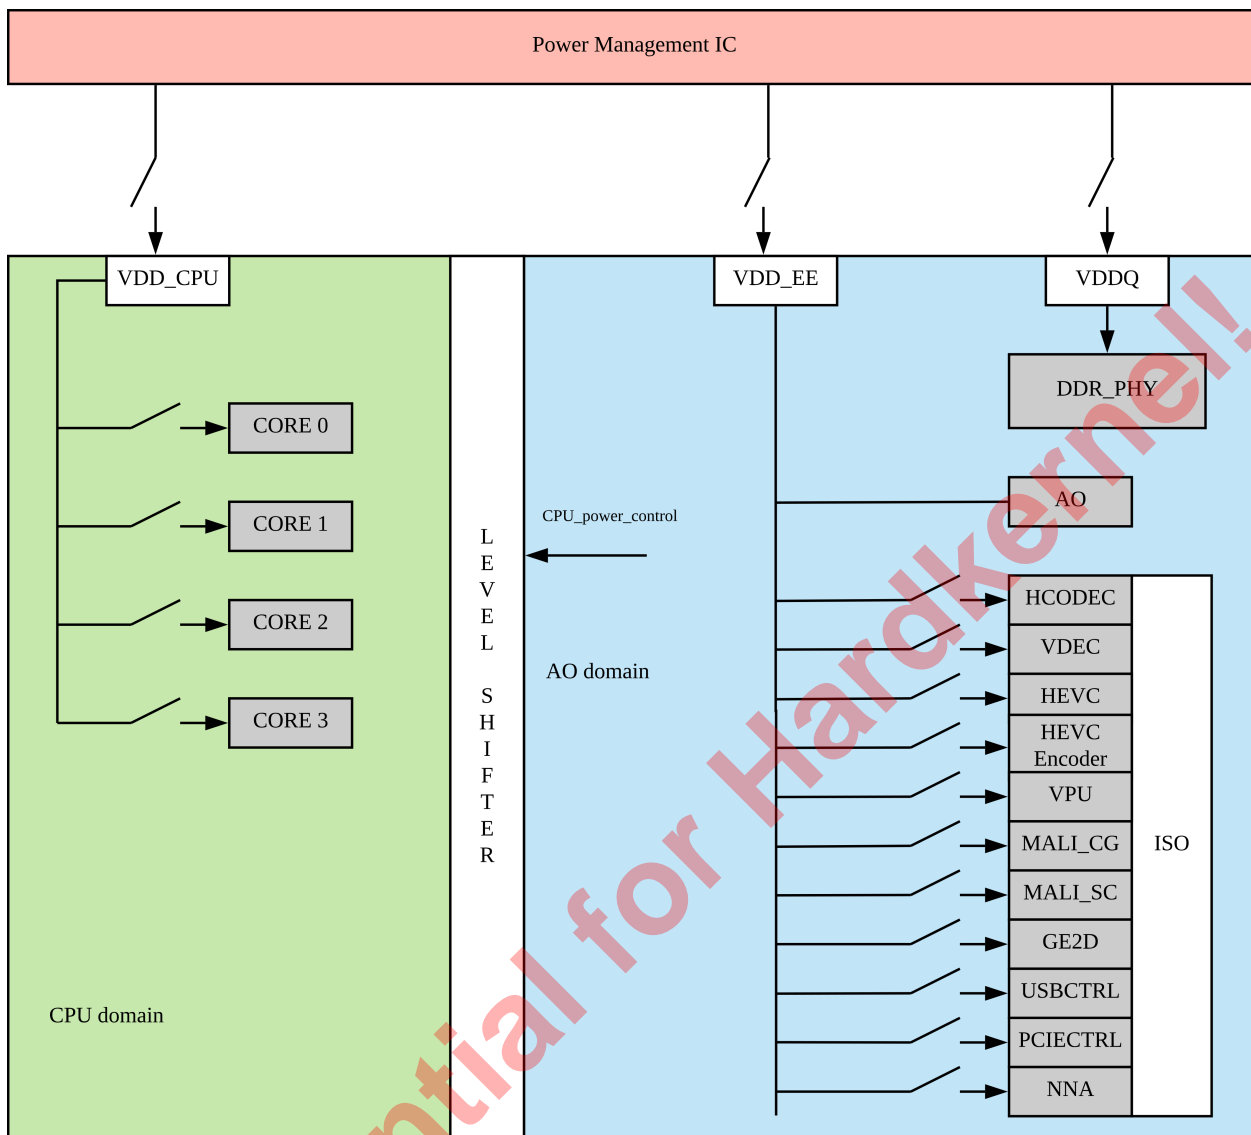 Power Management IC
VDD_CPU
VDD_EE
VDDQ
DDR_PHY
CORE 0
CORE 1
CORE 2
CORE 3
CPU domain
L
E
V
E
L
S
H
I
F
T
E
R
CPU_power_control
AO domain
AO
HCODEC
VDEC
HEVC
HEVC
Encoder
VPU
MALI_CG
MALI_SC
GE2D
USBCTRL
PCIECTRL
NNA
ISO
ntial for Hardkernel!